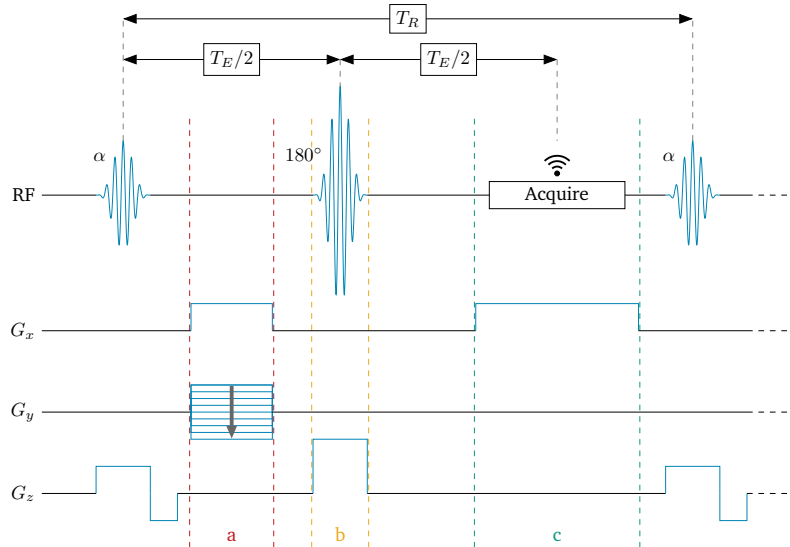 T_R
T_E/2 T_E/2
α 180° α
RF Acquire
G_x
G_y
G_z
a b c